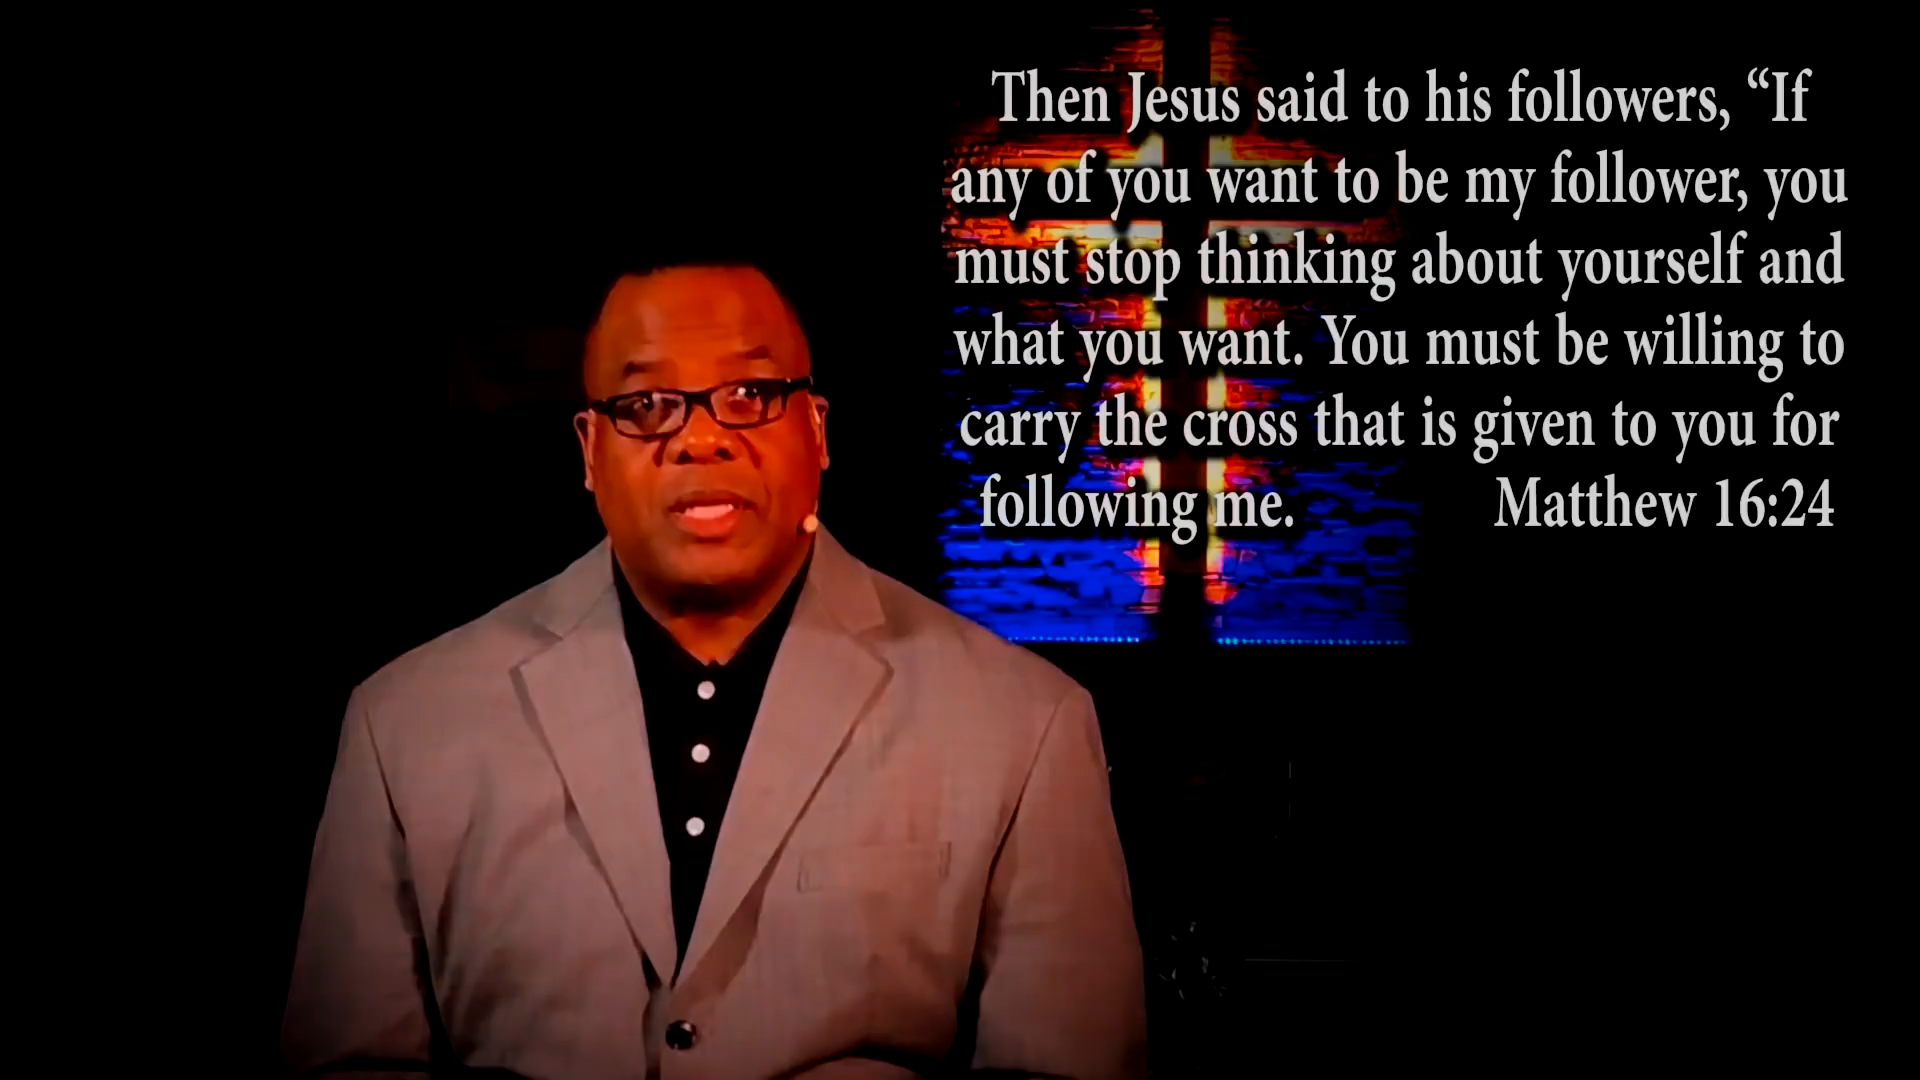 Then Jesus said to his followers, “If
any of you want to be my follower, you
must stop thinking about yourself and
what you want. You must be willing to
carry the cross that is given to you for
following me. Matthew 16:24